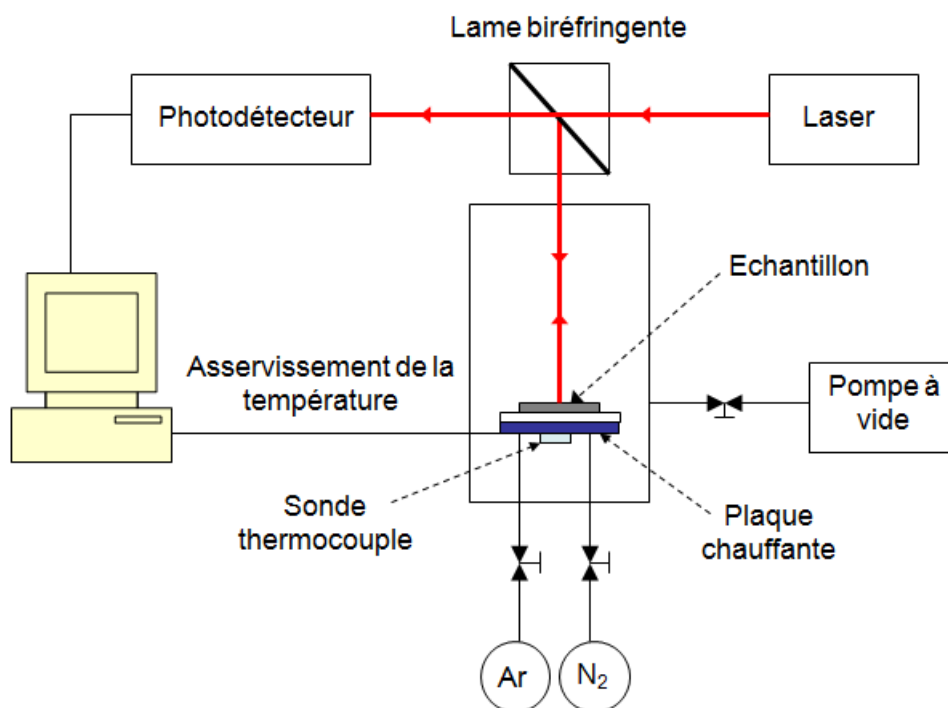 Lame biréfringente
Photodétecteur
Laser
Echantillon
Asservissement de la
température
Pompe à
vide
Sonde
thermocouple
Plaque
chauffante
Ar
N₂